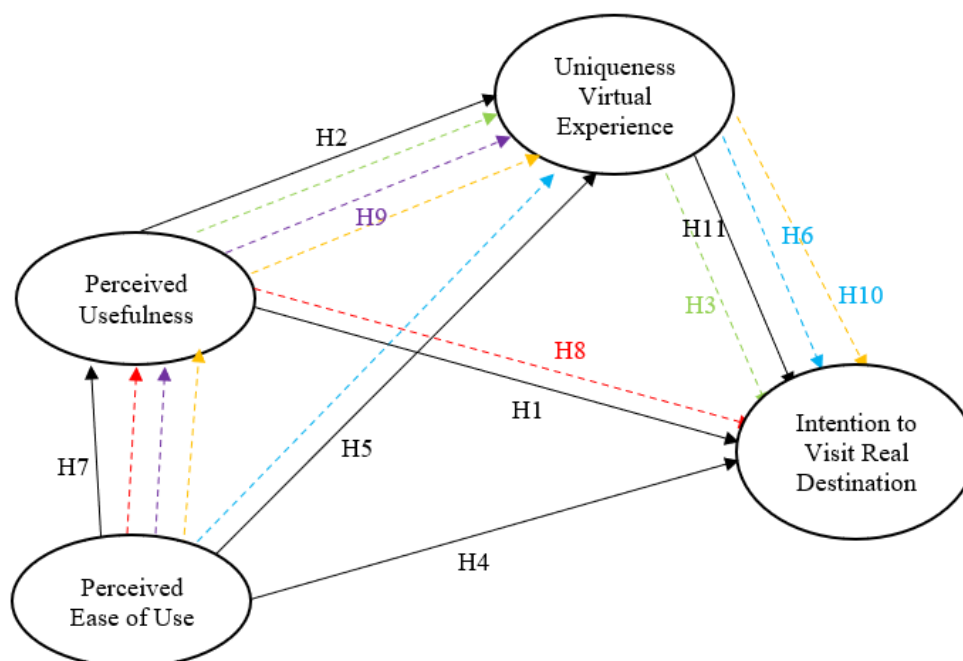 Uniqueness
Virtual
Experience
H2
H9
H11
H6
H10
H3
Perceived
Usefulness
H8
H1
H5
H7
H4
Intention to
Visit Real
Destination
Perceived
Ease of Use